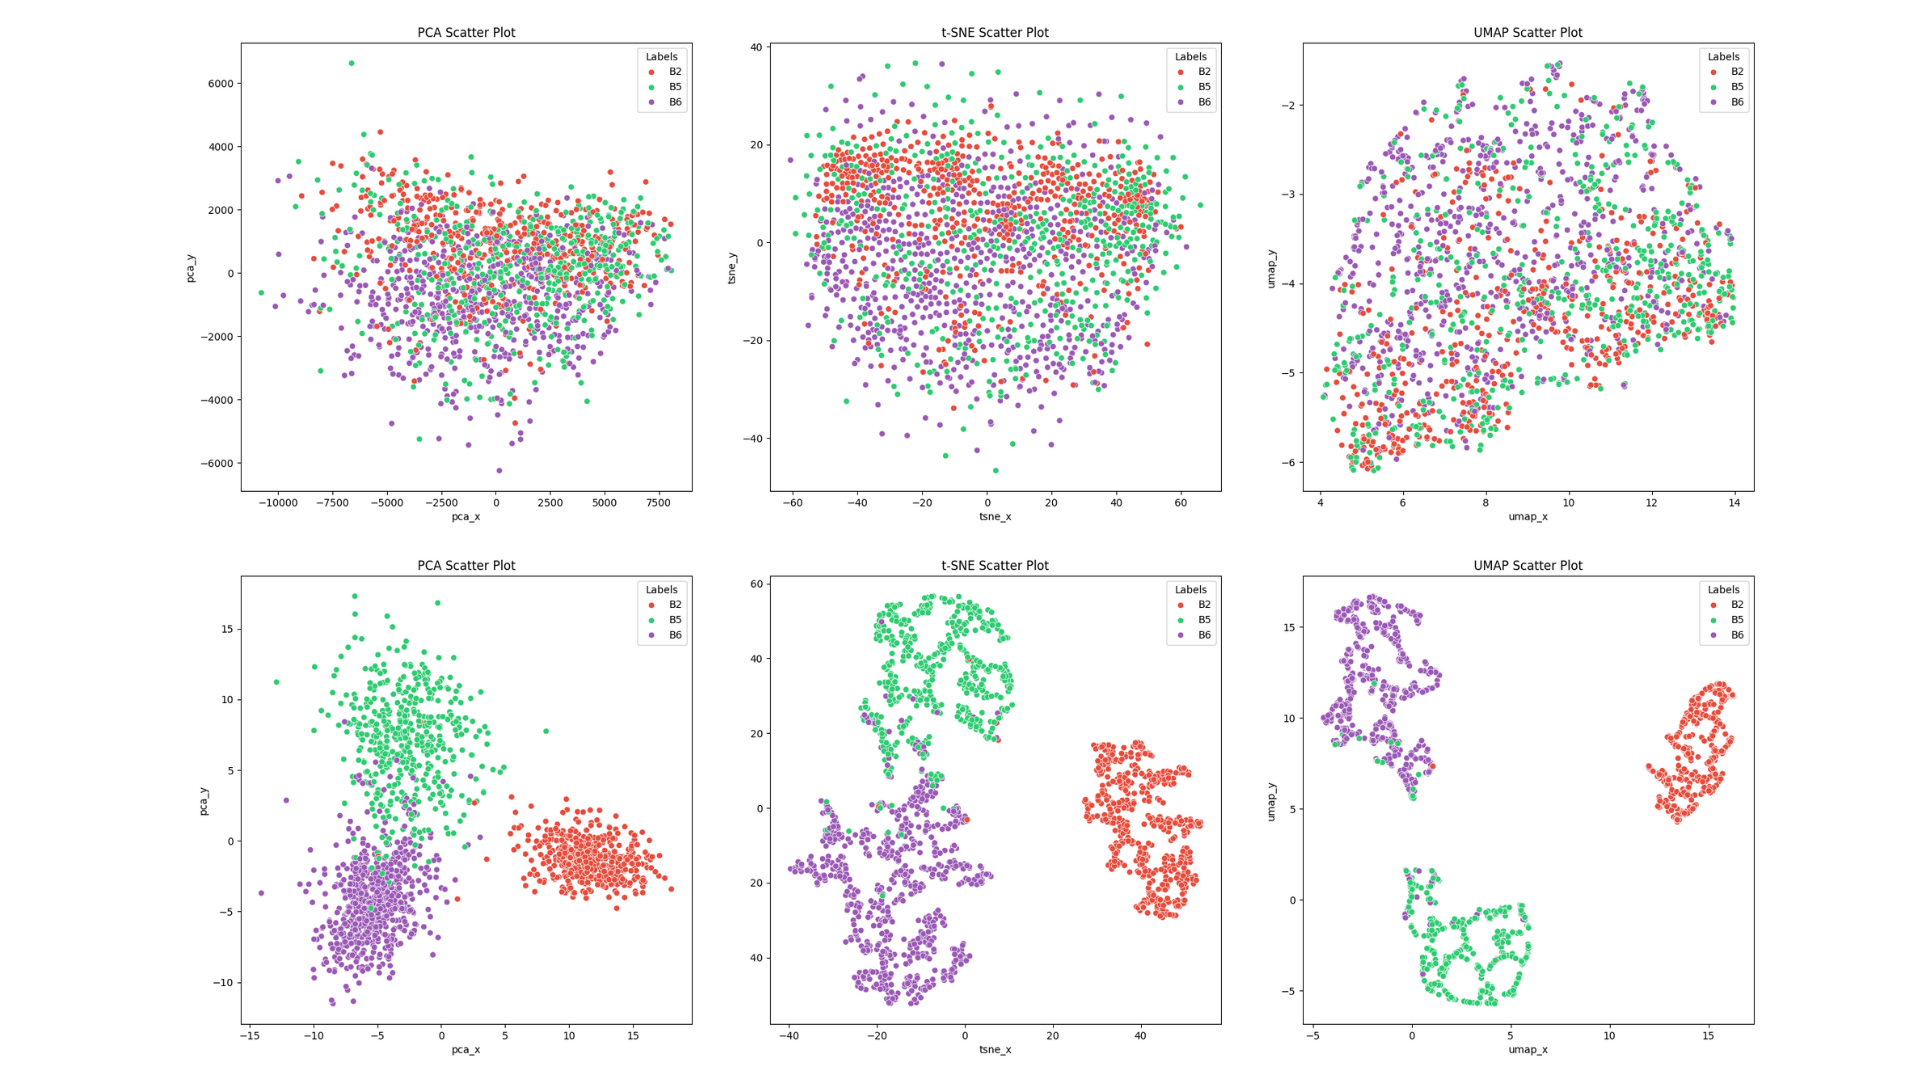 PCA Scatter Plot
Labels
B2
B5
B6
6000
4000
2000
0
−2000
−4000
−6000
−10000 −7500 −5000 −2500 0 2500 5000 7500
pca_x
pca_y
t-SNE Scatter Plot
Labels
B2
B5
B6
40
20
0
−20
−40
−60 −40 −20 0 20 40 60
tsne_x
tsne_y
UMAP Scatter Plot
Labels
B2
B5
B6
−2
−3
−4
−5
−6
4 6 8 10 12 14
umap_x
umap_y
PCA Scatter Plot
Labels
B2
B5
B6
15
10
5
0
−5
−10
−15 −10 −5 0 5 10 15
pca_x
pca_y
t-SNE Scatter Plot
Labels
B2
B5
B6
60
40
20
0
20
40
−40 −20 0 20 40
tsne_x
UMAP Scatter Plot
Labels
B2
B5
B6
15
10
5
0
−5
−5 0 5 10 15
umap_x
umap_y